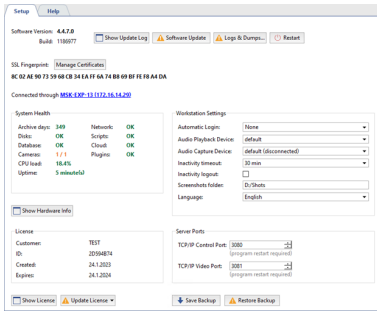 Setup Help
Software Version: 4.4.7.0
Build: 1186977
Show Update Log Software Update Logs & Dumps... Restart
SSL Fingerprint: Manage Certificates
8C 02 AE 90 73 59 68 CB 34 EA FF 6A 74 B8 69 BF FE F8 A4 DA
Connected through MSK-EXP-13 (172.16.14.29)
System Health
Archive days: 349 Network: OK
Disks: OK Scripts: OK
Database: OK Cloud: OK
Cameras: 1 / 1 Plugins: OK
CPU load: 18.4%
Uptime: 5 minute(s)
Show Hardware Info
Workstation Settings
Automatic Login: None
Audio Playback Device: default
Audio Capture Device: default (disconnected)
Inactivity timeout: 30 min
Inactivity logout:
Screenshots folder: D:/Shots
Language: English
License
Customer: TEST
ID: 2D594B74
Created: 24.1.2023
Expires: 24.1.2024
Server Ports
TCP/IP Control Port: 3080
(program restart required)
TCP/IP Video Port: 3081
(program restart required)
Show License Update License Save Backup Restore Backup